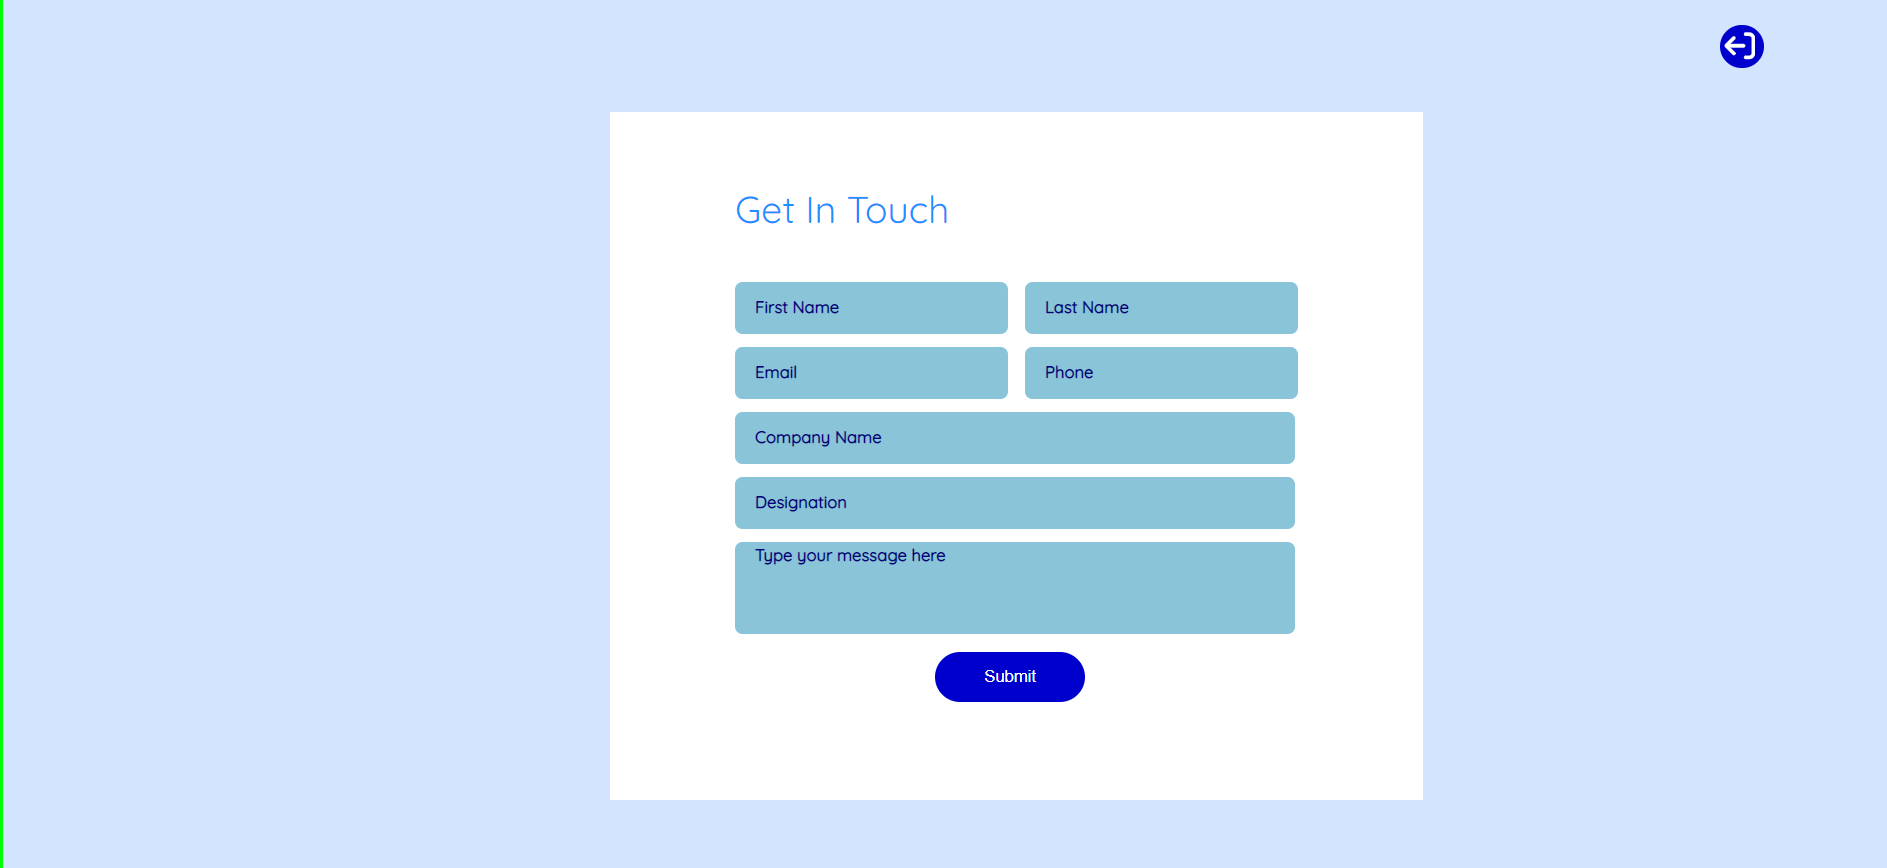 Get In Touch
First Name
Last Name
Email
Phone
Company Name
Designation
Type your message here
Submit